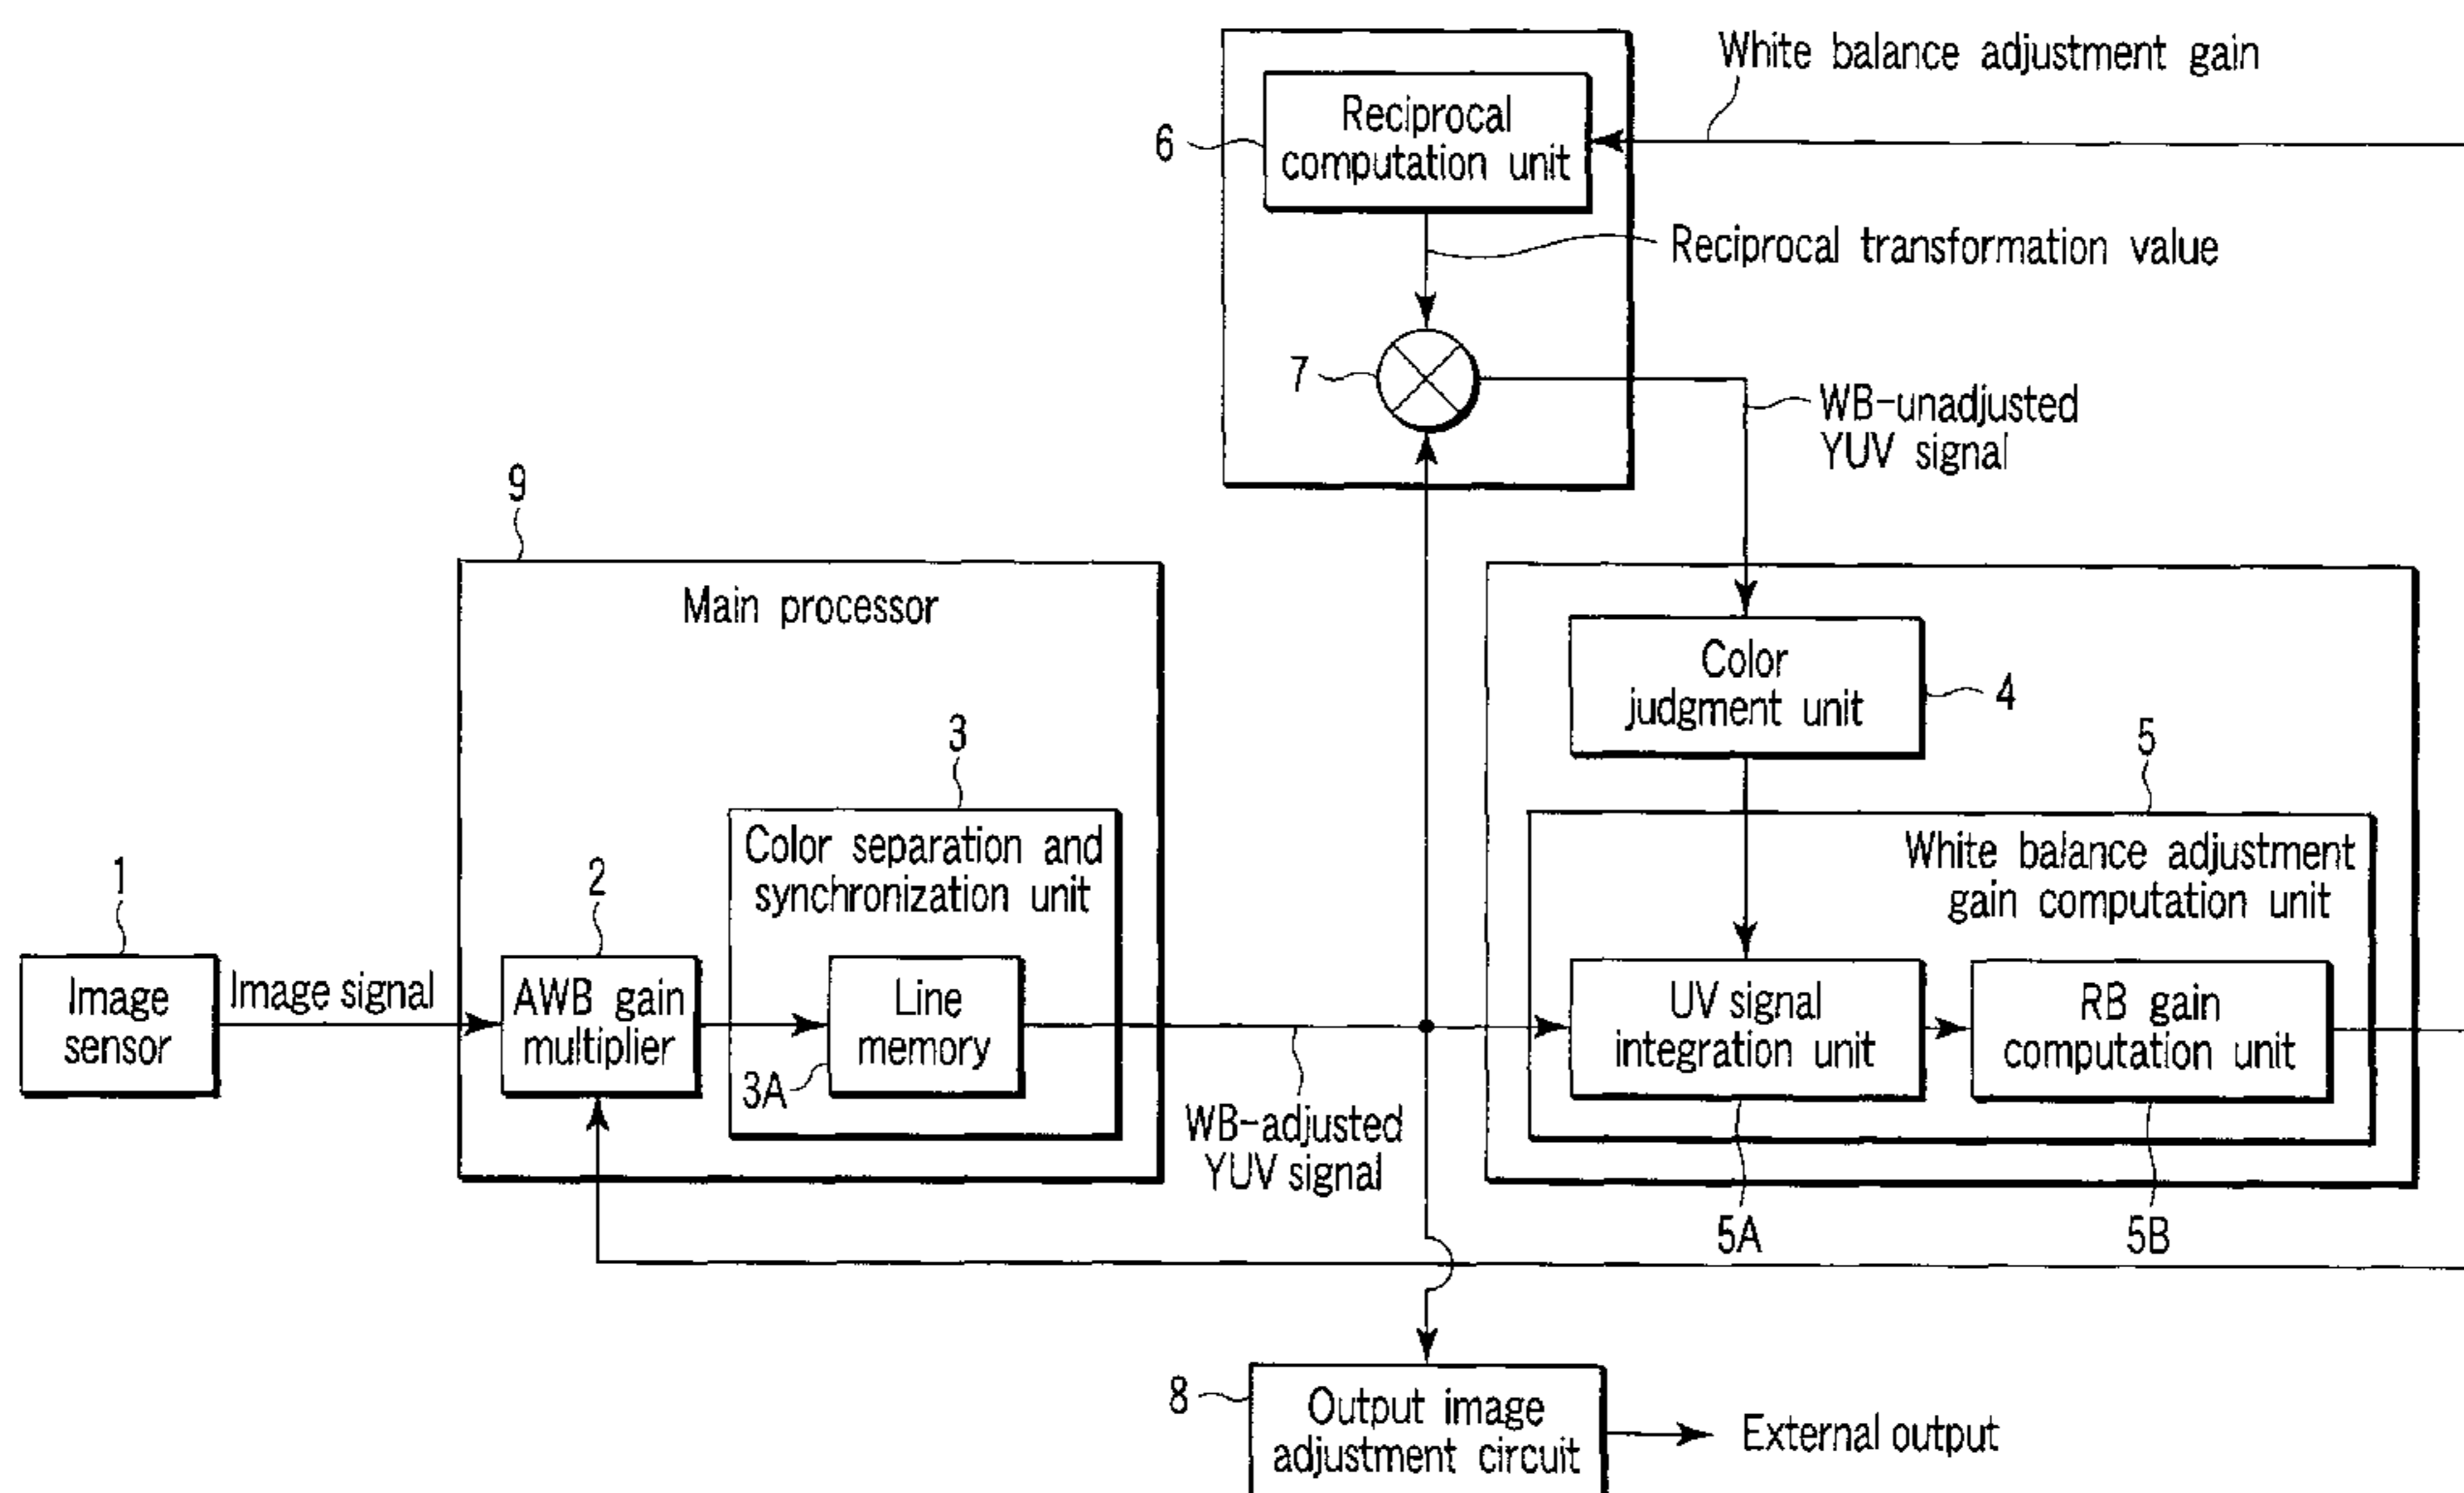 White balance adjustment gain
6
Reciprocal
computation unit
Reciprocal transformation value
7
WB-unadjusted
YUV signal
9
Main processor
Color
judgment unit
4
3
5
Color separation and
synchronization unit
White balance adjustment
gain computation unit
1
2
Image
sensor
Image signal
AWB gain
multiplier
Line
memory
3A
UV signal
integration unit
RB gain
computation unit
WB-adjusted
YUV signal
5A
5B
8
Output image
adjustment circuit
External output